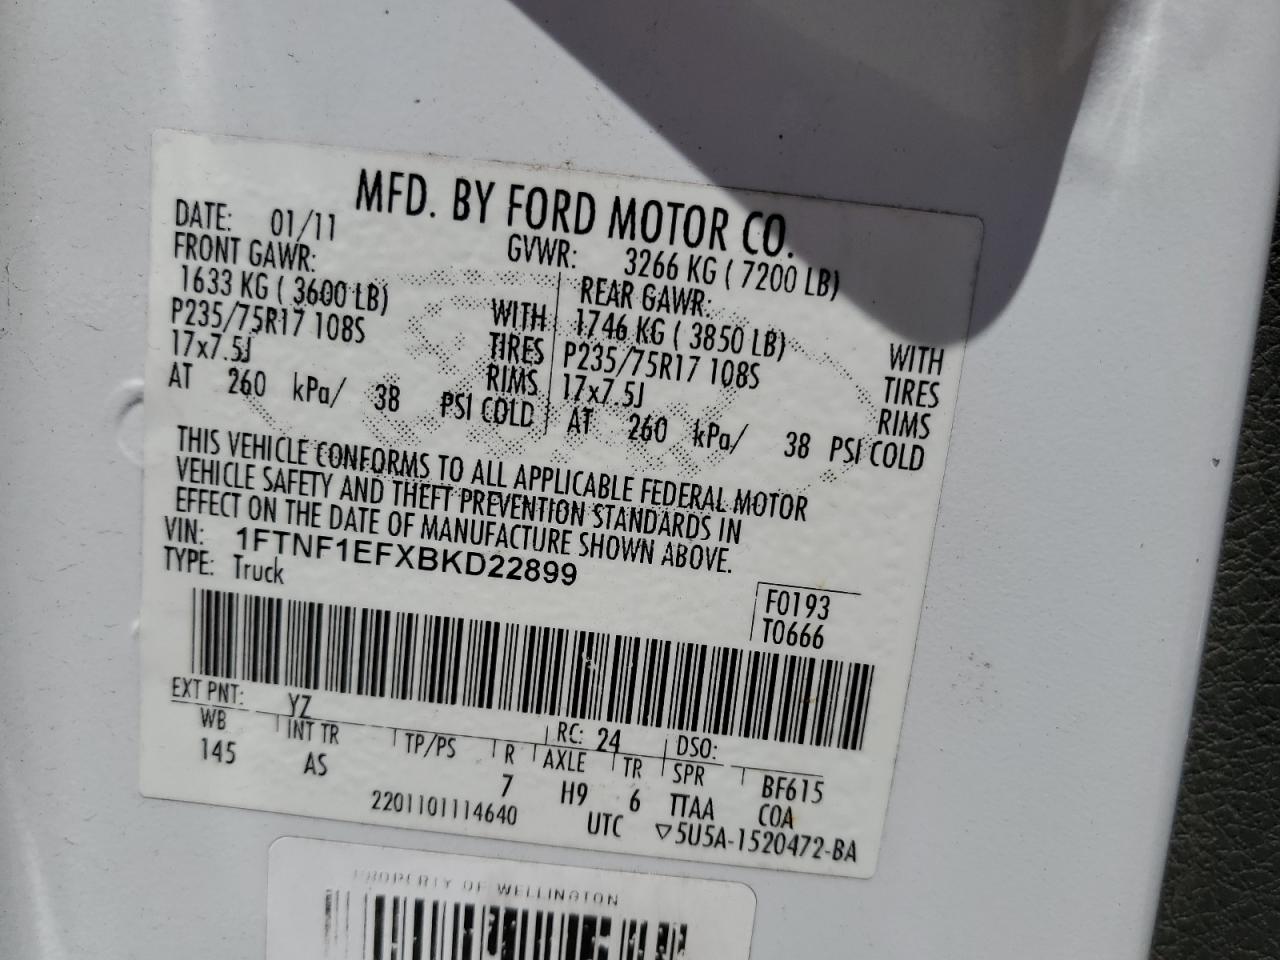 MFD. BY FORD MOTOR CO.
DATE: 01/11 GVWR: 3266 KG ( 7200 LB)
FRONT GAWR: REAR GAWR:
1633 KG ( 3600 LB) WITH 1746 KG ( 3850 LB) WITH
P235/75R17 108S TIRES P235/75R17 108S TIRES
17x7.5J RIMS 17x7.5J RIMS
AT 260 kPa/ 38 PSI COLD AT 260 kPa/ 38 PSI COLD
THIS VEHICLE CONFORMS TO ALL APPLICABLE FEDERAL MOTOR
VEHICLE SAFETY AND THEFT PREVENTION STANDARDS IN
EFFECT ON THE DATE OF MANUFACTURE SHOWN ABOVE.
VIN: 1FTNF1EFXBKD22899
TYPE: Truck
F0193
T0666
EXT PNT: YZ RC: 24 DSO:
WB INT TR TP/PS R AXLE TR SPR BF615
145 AS 7 H9 6 TTAA COA
2201101114640 UTC ▽5U5A-1520472-BA
PROPERTY OF WELLINGTON